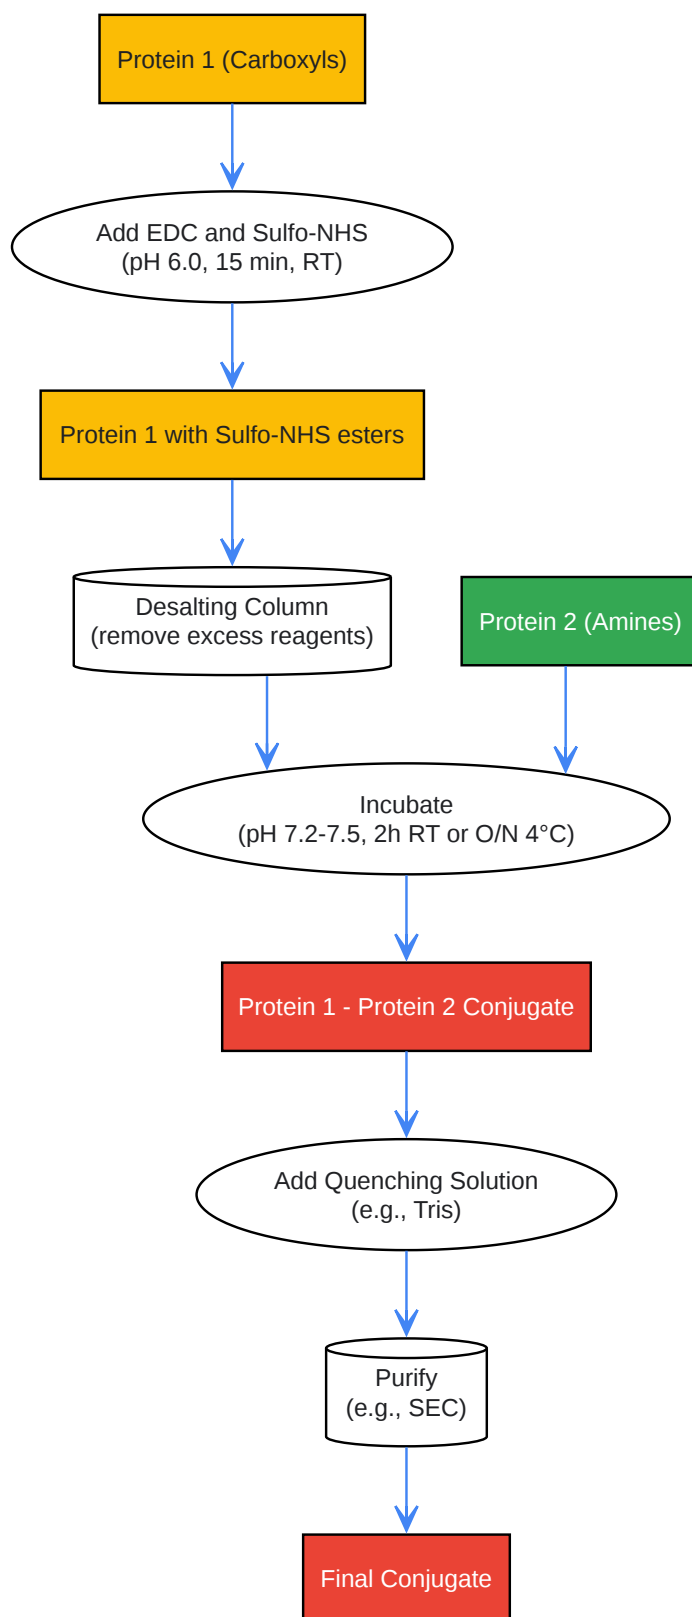 Protein 1 (Carboxyls)
Add EDC and Sulfo-NHS
(pH 6.0, 15 min, RT)
Protein 1 with Sulfo-NHS esters
Desalting Column
(remove excess reagents)
Protein 2 (Amines)
Incubate
(pH 7.2-7.5, 2h RT or O/N 4°C)
Protein 1 - Protein 2 Conjugate
Add Quenching Solution
(e.g., Tris)
Purify
(e.g., SEC)
Final Conjugate